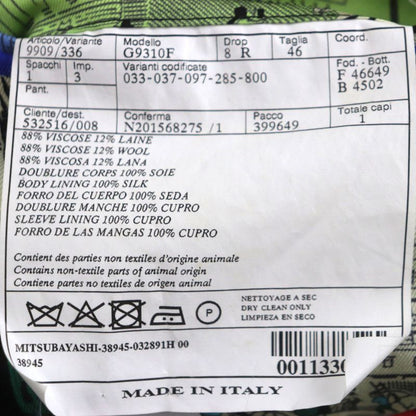 Articolo/Variante Modello Drop Taglia Coord.
9909/336 G9310F 8 R 46
Spacchi Imp. Varianti codificate Fod. - Bott.
1 3 033-037-097-285-800 F 46649
Pant. B 4502
Cliente/dest. Conferma Pacco Totale capi
S32516/008 N201568275 /1 399649 1
88% VISCOSE 12% LAINE
88% VISCOSE 12% WOOL
88% VISCOSA 12% LANA
DOUBLURE CORPS 100% SOIE
BODY LINING 100% SILK
FORRO DEL CUERPO 100% SEDA
DOUBLURE MANCHE 100% CUPRO
SLEEVE LINING 100% CUPRO
FORRO DE LAS MANGAS 100% CUPRO
Contient des parties non textiles d'origine animale
Contains non-textile parts of animal origin
Contiene partes no textiles de origen animal
P
NETTOYAGE A SEC
DRY CLEAN ONLY
LIMPIEZA EN SECO
MITSUBAYASHI-38945-032891H 00
38945
001133
MADE IN ITALY